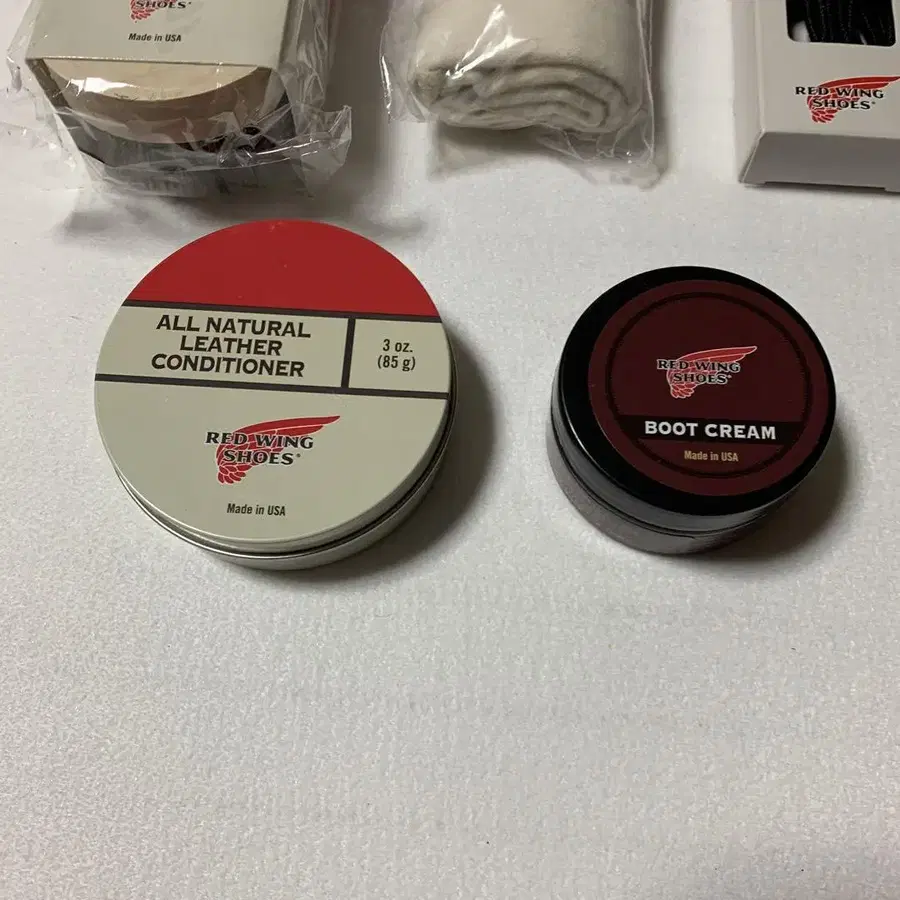 SHOES®
Made in USA
RED WING
SHOES®
ALL NATURAL
LEATHER
CONDITIONER
3 oz.
(85 g)
RED WING
SHOES®
Made in USA
RED WING
SHOES®
BOOT CREAM
Made in USA